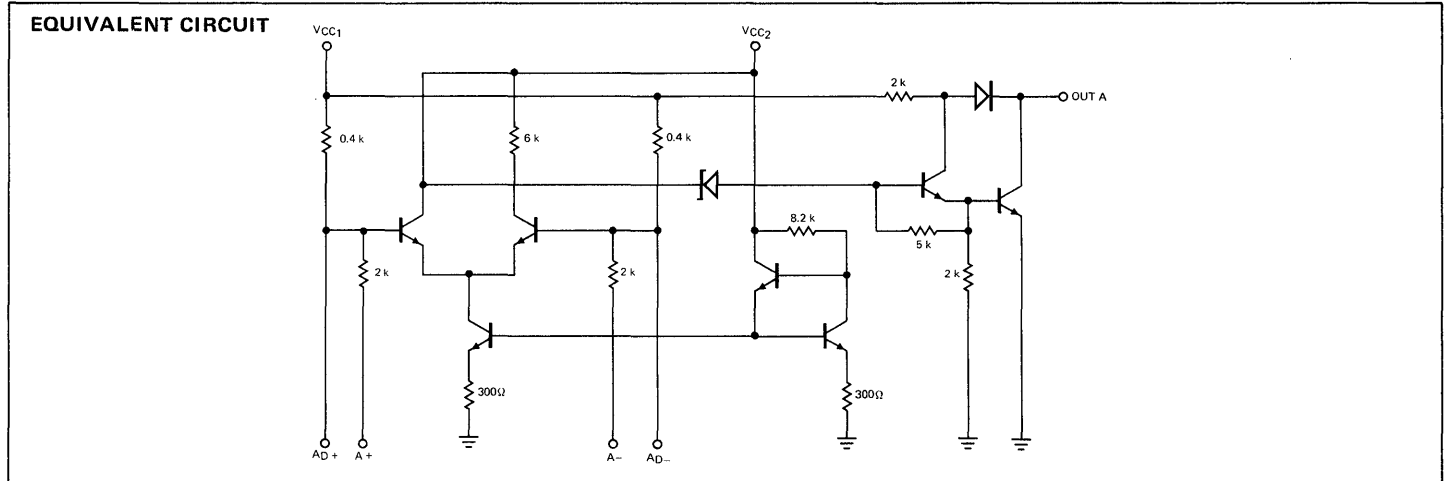 EQUIVALENT CIRCUIT
VCC1
VCC2
2 k
OUT A
0.4 k
6 k
0.4 k
8.2 k
5 k
2 k
2 k
2 k
300Ω
300Ω
AD+
A+
A–
AD–